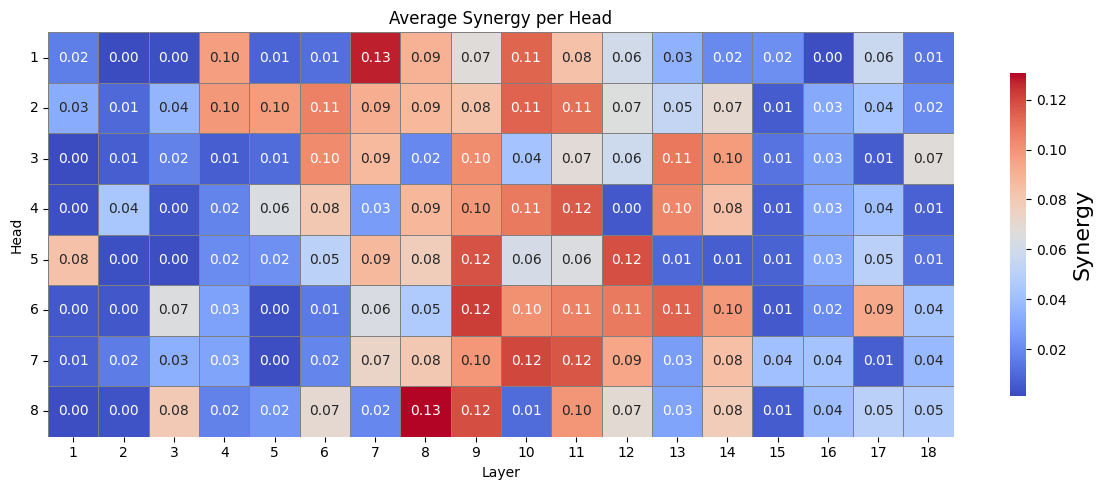 Average Synergy per Head
1 0.02 0.00 0.00 0.10 0.01 0.01 0.13 0.09 0.07 0.11 0.08 0.06 0.03 0.02 0.02 0.00 0.06 0.01
2 0.03 0.01 0.04 0.10 0.10 0.11 0.09 0.09 0.08 0.11 0.11 0.07 0.05 0.07 0.01 0.03 0.04 0.02
3 0.00 0.01 0.02 0.01 0.01 0.10 0.09 0.02 0.10 0.04 0.07 0.06 0.11 0.10 0.01 0.03 0.01 0.07
4 0.00 0.04 0.00 0.02 0.06 0.08 0.03 0.09 0.10 0.11 0.12 0.00 0.10 0.08 0.01 0.03 0.04 0.01
5 0.08 0.00 0.00 0.02 0.02 0.05 0.09 0.08 0.12 0.06 0.06 0.12 0.01 0.01 0.01 0.03 0.05 0.01
6 0.00 0.00 0.07 0.03 0.00 0.01 0.06 0.05 0.12 0.10 0.11 0.11 0.11 0.10 0.01 0.02 0.09 0.04
7 0.01 0.02 0.03 0.03 0.00 0.02 0.07 0.08 0.10 0.12 0.12 0.09 0.03 0.08 0.04 0.04 0.01 0.04
8 0.00 0.00 0.08 0.02 0.02 0.07 0.02 0.13 0.12 0.01 0.10 0.07 0.03 0.08 0.01 0.04 0.05 0.05
1 2 3 4 5 6 7 8 9 10 11 12 13 14 15 16 17 18
Layer
Head
0.12
0.10
0.08
0.06
0.04
0.02
Synergy